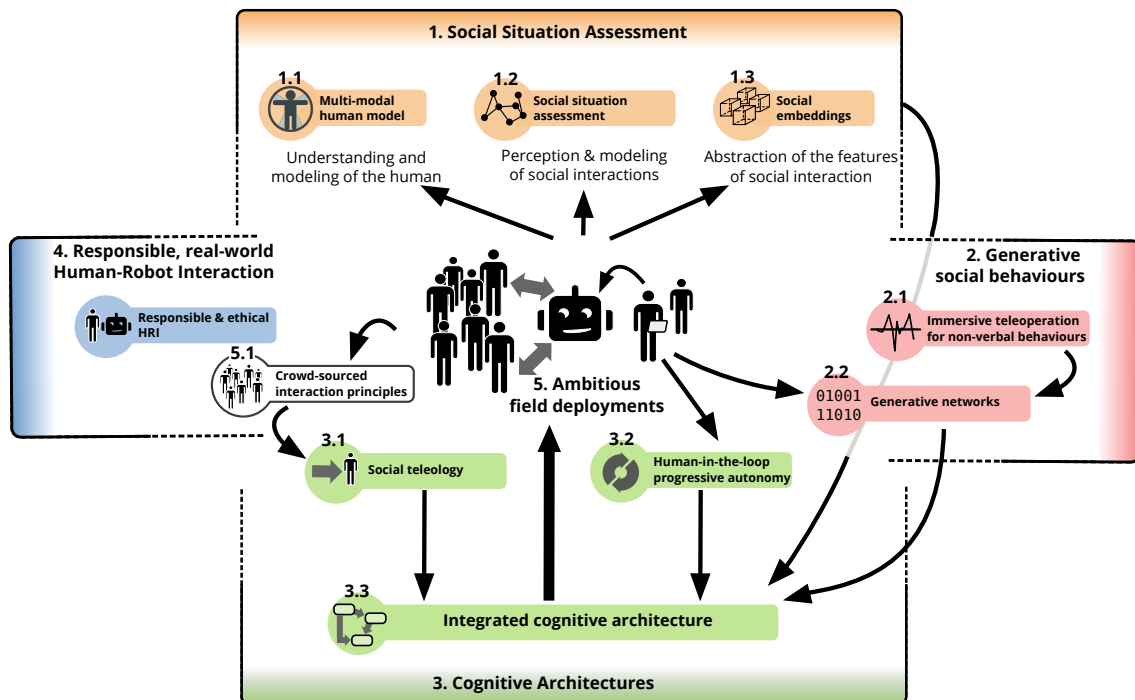 1. Social Situation Assessment
1.1
Multi-modal
human model
1.2
Social situation
assessment
1.3
Social
embeddings
Understanding and
modeling of the human
Perception & modeling
of social interactions
Abstraction of the features
of social interaction
4. Responsible, real-world
Human-Robot Interaction
Responsible & ethical
HRI
5.1
Crowd-sourced
interaction principles
5. Ambitious
field deployments
2. Generative
social behaviours
2.1
Immersive teleoperation
for non-verbal behaviours
2.2
01001
11010
Generative networks
3.1
Social teleology
3.2
Human-in-the-loop
progressive autonomy
3.3
Integrated cognitive architecture
3. Cognitive Architectures